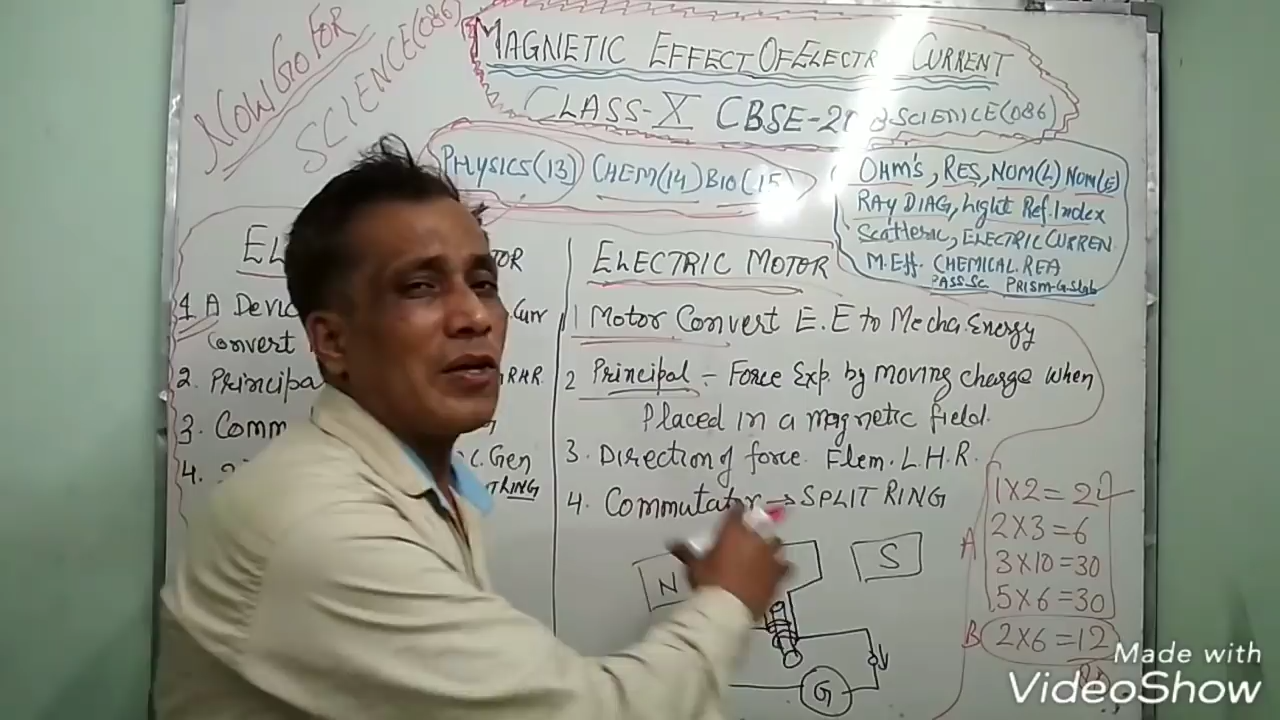 NOW GO FOR
SCIENCE(086)
MAGNETIC EFFECT OF ELECTR CURRENT
CLASS-X CBSE-20 SCIENCE(086)
PHYSICS(13) CHEM(14) BIO(15)
OHM'S, RES, NOM(L) NOM(E)
RAY DIAG, Light Ref. Index
ELECTRIC CURREN.
M.Eff. CHEMICAL.REA
PASS.Sc PRISM-G.Slab
EL TOR
1. A Devic .Curr
Convert
2. Principa RHR.
3. Comm
4. .C. Gen
RING
ELECTRIC MOTOR
1 Motor Convert E.E to Mecha.Energy
2 Principal - Force Exp. by moving charge when
Placed in a magnetic field.
3. Direction of force. Flem. L.H.R.
4. Commutator → SPLIT RING
N
S
G
A
1X2=2
2X3=6
3X10=30
5X6=30
B 2X6=12
Made with
VideoShow